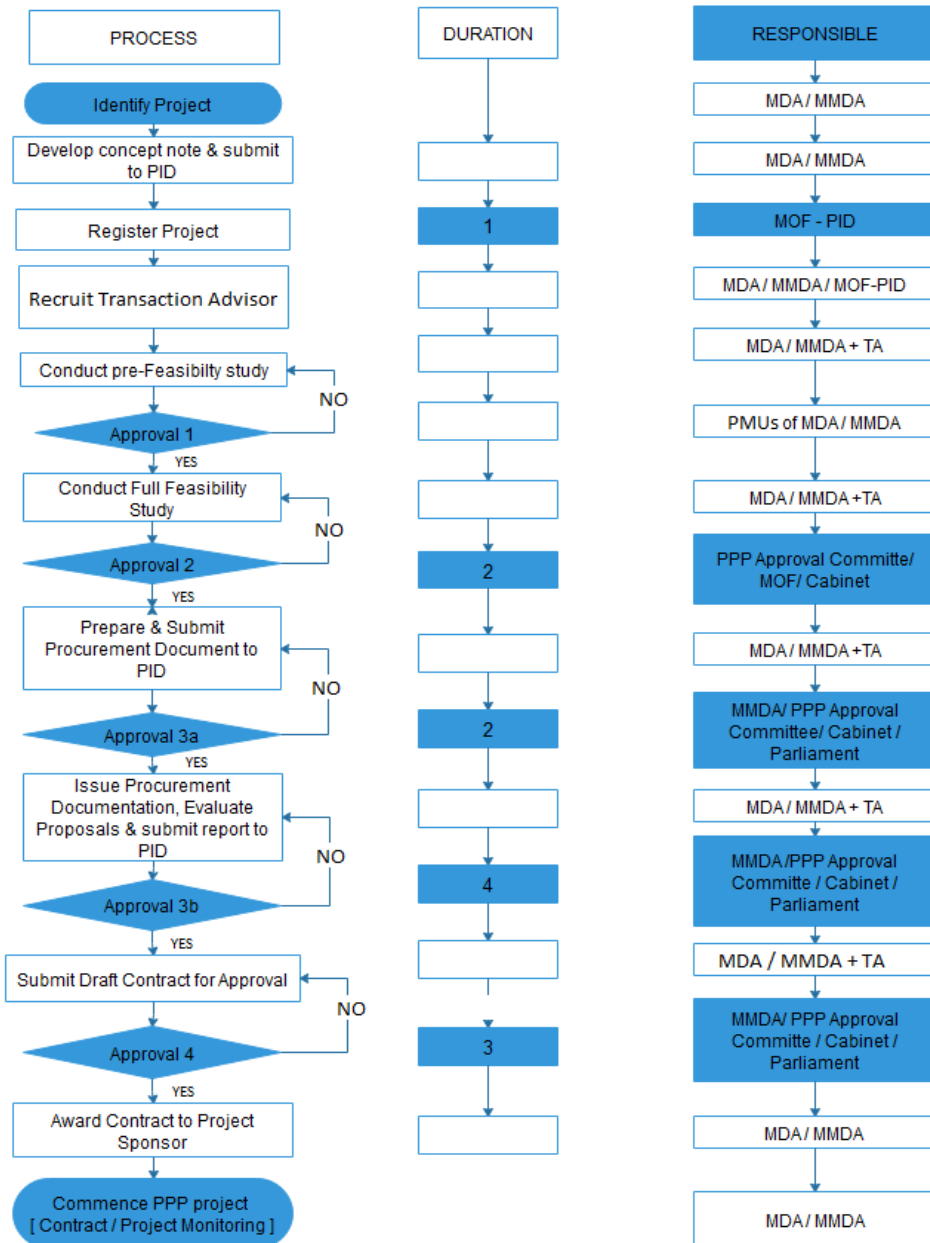 PROCESS
DURATION
RESPONSIBLE
Identify Project
MDA / MMDA
Develop concept note & submit
to PID
MDA / MMDA
Register Project
1
MOF - PID
Recruit Transaction Advisor
MDA / MMDA / MOF-PID
Conduct pre-Feasibilty study
MDA / MMDA + TA
NO
Approval 1
PMUs of MDA / MMDA
YES
Conduct Full Feasibility
Study
MDA / MMDA +TA
NO
Approval 2
2
PPP Approval Committe/
MOF/ Cabinet
YES
Prepare & Submit
Procurement Document to
PID
MDA / MMDA +TA
NO
Approval 3a
2
MMDA/ PPP Approval
Committee/ Cabinet /
Parliament
YES
Issue Procurement
Documentation, Evaluate
Proposals & submit report to
PID
MDA / MMDA + TA
NO
Approval 3b
4
MMDA /PPP Approval
Committe / Cabinet /
Parliament
YES
Submit Draft Contract for Approval
MDA / MMDA + TA
NO
Approval 4
3
MMDA/ PPP Approval
Committe / Cabinet /
Parliament
YES
Award Contract to Project
Sponsor
MDA / MMDA
Commence PPP project
[ Contract / Project Monitoring ]
MDA / MMDA